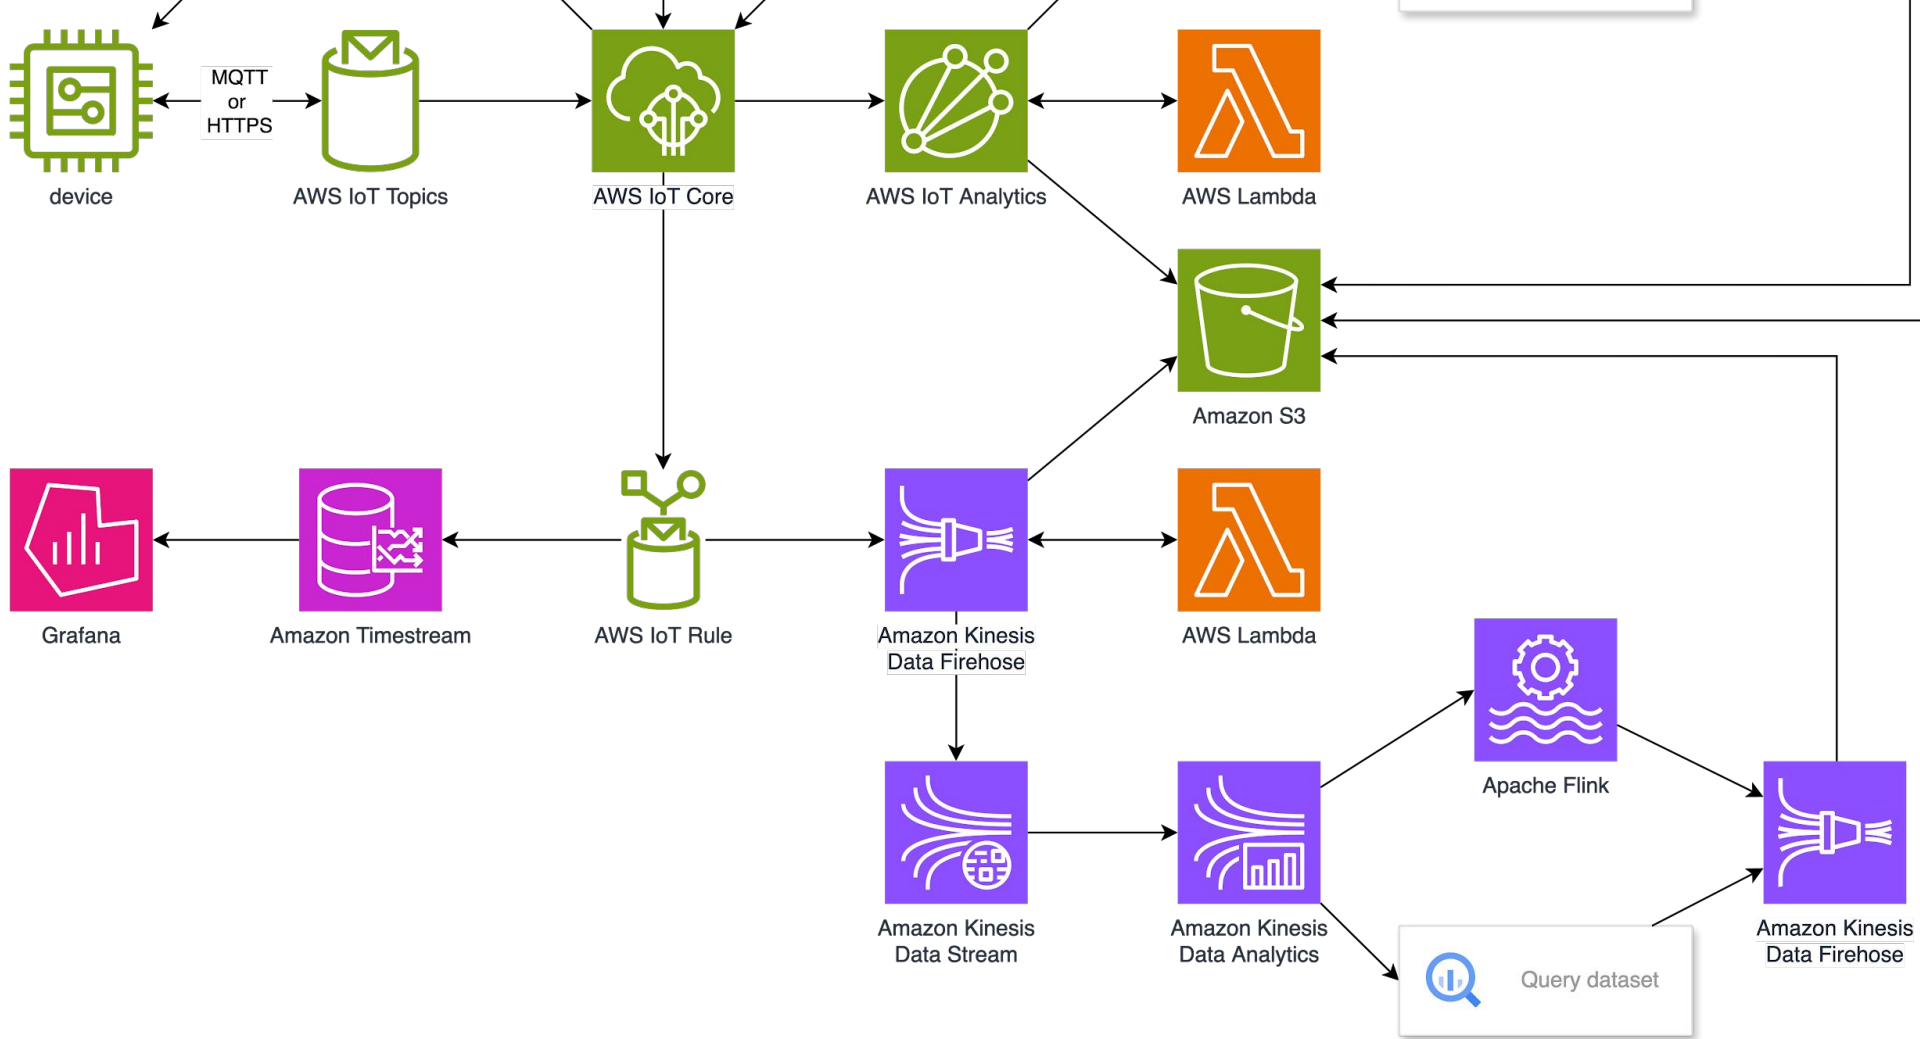 MQTT
or
HTTPS
device
AWS IoT Topics
AWS IoT Core
AWS IoT Analytics
AWS Lambda
Amazon S3
Grafana
Amazon Timestream
AWS IoT Rule
Amazon Kinesis
Data Firehose
AWS Lambda
Apache Flink
Amazon Kinesis
Data Stream
Amazon Kinesis
Data Analytics
Query dataset
Amazon Kinesis
Data Firehose